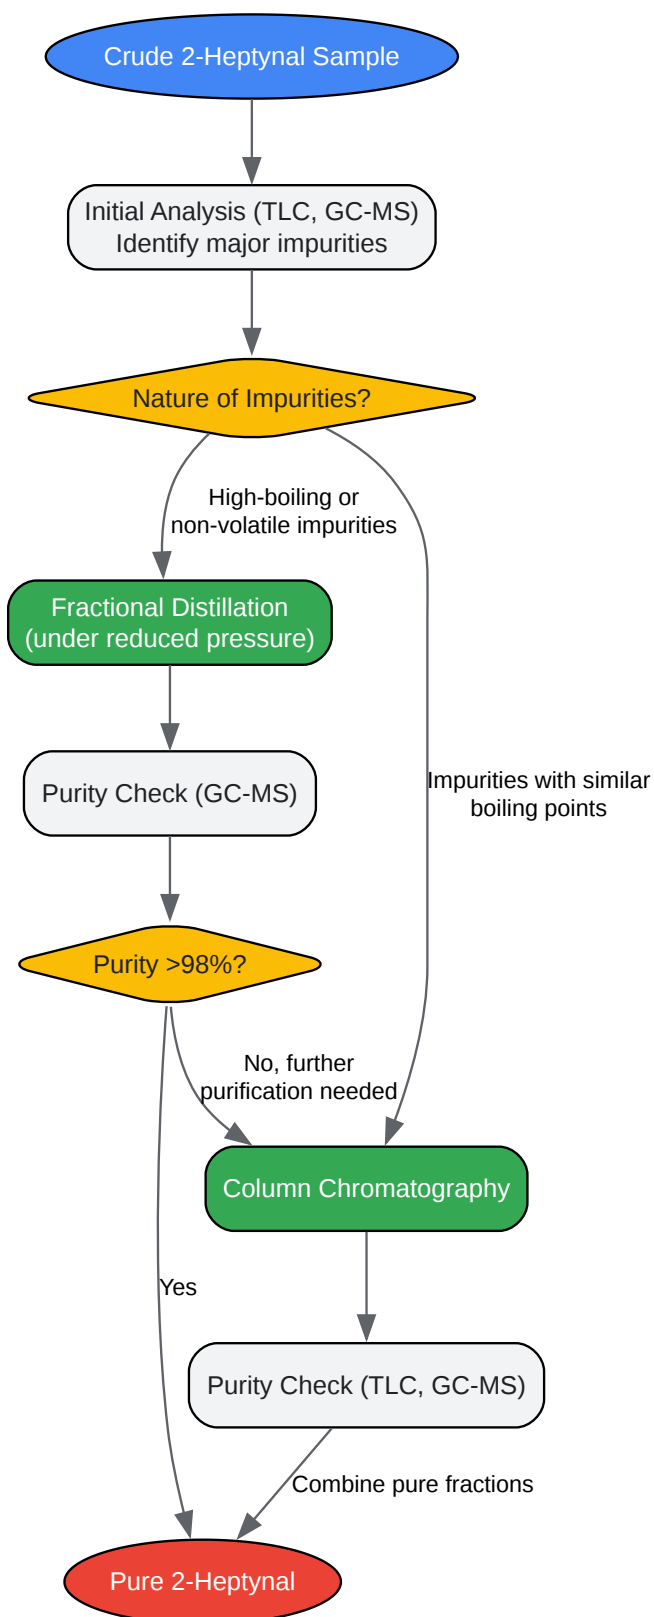 Crude 2-Heptynal Sample
Initial Analysis (TLC, GC-MS)
Identify major impurities
Nature of Impurities?
High-boiling or
non-volatile impurities
Fractional Distillation
(under reduced pressure)
Purity Check (GC-MS)
Impurities with similar
boiling points
Purity >98%?
No, further
purification needed
Column Chromatography
Yes
Purity Check (TLC, GC-MS)
Combine pure fractions
Pure 2-Heptynal